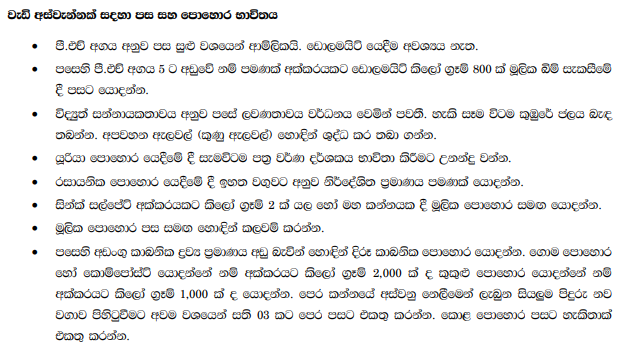 වැඩි අස්වැන්නක් සඳහා පස සහ පොහොර භාවිතය
• පී.එච් අගය අනුව පස සුළු වශයෙන් ආම්ලිකයි. ඩොලමයිට් යෙදීම අවශ්‍යය නැත.
• පසෙහි පී.එච් අගය 5 ට අඩුවේ නම් පමණක් අක්කරයකට ඩොලමයිට් කිලෝ ග්‍රෑම් 800 ක් මූලික බිම් සැකසීමේ
දී පසට යොදන්න.
• විද්‍යුත් සන්නායකතාවය අනුව පසේ ලවණතාවය වර්ධනය වෙමින් පවතී. හැකි සෑම විටම කුඹුරේ ජලය බැඳ
තබන්න. අපවහන ඇලවල් (කුණු ඇලවල්) හොඳින් ශුද්ධ කර තබා ගන්න.
• යූරියා පොහොර යෙදීමේ දී සැමවිටම පත්‍ර වර්ණ දර්ශකය භාවිතා කිරීමට උනන්දු වන්න.
• රසායනික පොහොර යෙදීමේ දී ඉහත වගුවට අනුව නිර්දේශිත ප්‍රමාණය පමණක් යොදන්න.
• සින්ක් සල්පේට් අක්කරයකට කිලෝ ග්‍රෑම් 2 ක් යල හෝ මහ කන්නයක දී මූලික පොහොර සමඟ යොදන්න.
• මූලික පොහොර පස සමඟ හොඳින් කලවම් කරන්න.
• පසෙහි අඩංගු කාබනික ද්‍රව්‍ය ප්‍රමාණය අඩු බැවින් හොඳින් දිරූ කාබනික පොහොර යොදන්න. ගොම පොහොර
හෝ කොම්පෝස්ට් යොදන්නේ නම් අක්කරයට කිලෝ ග්‍රෑම් 2,000 ක් ද කුකුළු පොහොර යොදන්නේ නම්
අක්කරයට කිලෝ ග්‍රෑම් 1,000 ක් ද යොදන්න. පෙර කන්නයේ අස්වනු නෙලීමෙන් ලැබුන සියලුම පිදුරු නව
වගාව පිහිටුවීමට අවම වශයෙන් සති 03 කට පෙර පසට එකතු කරන්න. කොළ පොහොර පසට හැකිතාක්
එකතු කරන්න.